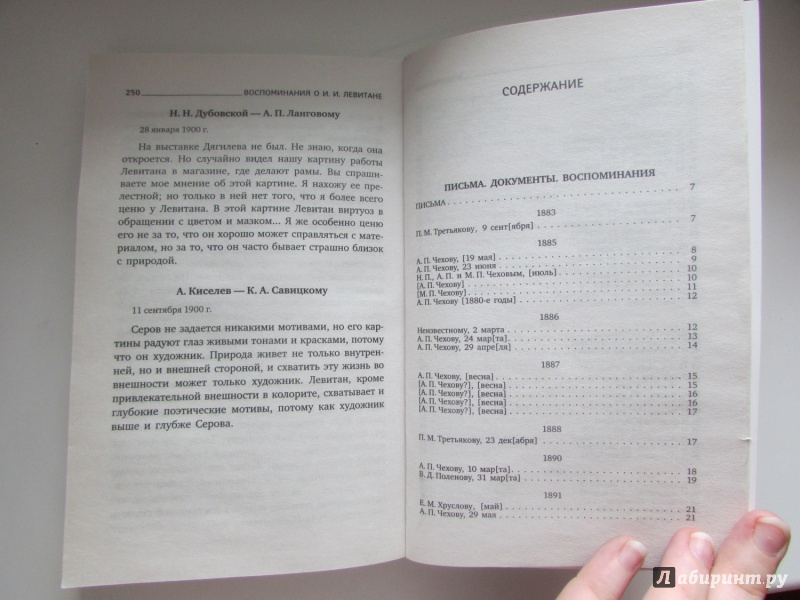 250 ВОСПОМИНАНИЯ О И. И. ЛЕВИТАНЕ
Н. Н. Дубовской — А. П. Ланговому
28 января 1900 г.
На выставке Дягилева не был. Не знаю, когда она
откроется. Но случайно видел нашу картину работы
Левитана в магазине, где делают рамы. Вы спраши-
ваете мое мнение об этой картине. Я нахожу ее пре-
лестной; но только в ней нет того, что я более всего
ценю у Левитана. В этой картине Левитан виртуоз в
обращении с цветом и мазком... Я же особенно ценю
его не за то, что он хорошо может справляться с мате-
риалом, но за то, что он часто бывает страшно близок
с природой.
А. Киселев — К. А. Савицкому
11 сентября 1900 г.
Серов не задается никакими мотивами, но его кар-
тины радуют глаз живыми тонами и красками, потому
что он художник. Природа живет не только внутрен-
ней, но и внешней стороной, и схватить эту жизнь во
внешности может только художник. Левитан, кроме
привлекательной внешности в колорите, схватывает и
глубокие поэтические мотивы, потому как художник
выше и глубже Серова.
СОДЕРЖАНИЕ
ПИСЬМА. ДОКУМЕНТЫ. ВОСПОМИНАНИЯ
ПИСЬМА . . . 7
1883
П. М. Третьякову, 9 сент[ября] . . . 7
1885
А. П. Чехову, [19 мая] . . . 8
А. П. Чехову, 23 июня . . . 9
Н. П., А. П. и М. П. Чеховым, [июль] . . . 10
[А. П. Чехову] . . . 10
[М. П. Чехову] . . . 11
А. П. Чехову [1880-е годы] . . . 12
1886
Неизвестному, 2 марта . . . 12
А. П. Чехову, 24 мар[та] . . . 13
А. П. Чехову, 29 апре[ля] . . . 14
1887
А. П. Чехову, [весна] . . . 15
[А. П. Чехову?], [весна] . . . 15
[А. П. Чехову?], [весна] . . . 16
[А. П. Чехову?], [весна] . . . 16
[А. П. Чехову?], [весна] . . . 17
1888
П. М. Третьякову, 23 дек[абря] . . . 17
1890
А. П. Чехову, 10 мар[та] . . . 18
В. Д. Поленову, 31 мар[та] . . . 19
1891
Е. М. Хруслову, [май] . . . 21
А. П. Чехову, 29 мая . . . 21
Лабиринт.ру